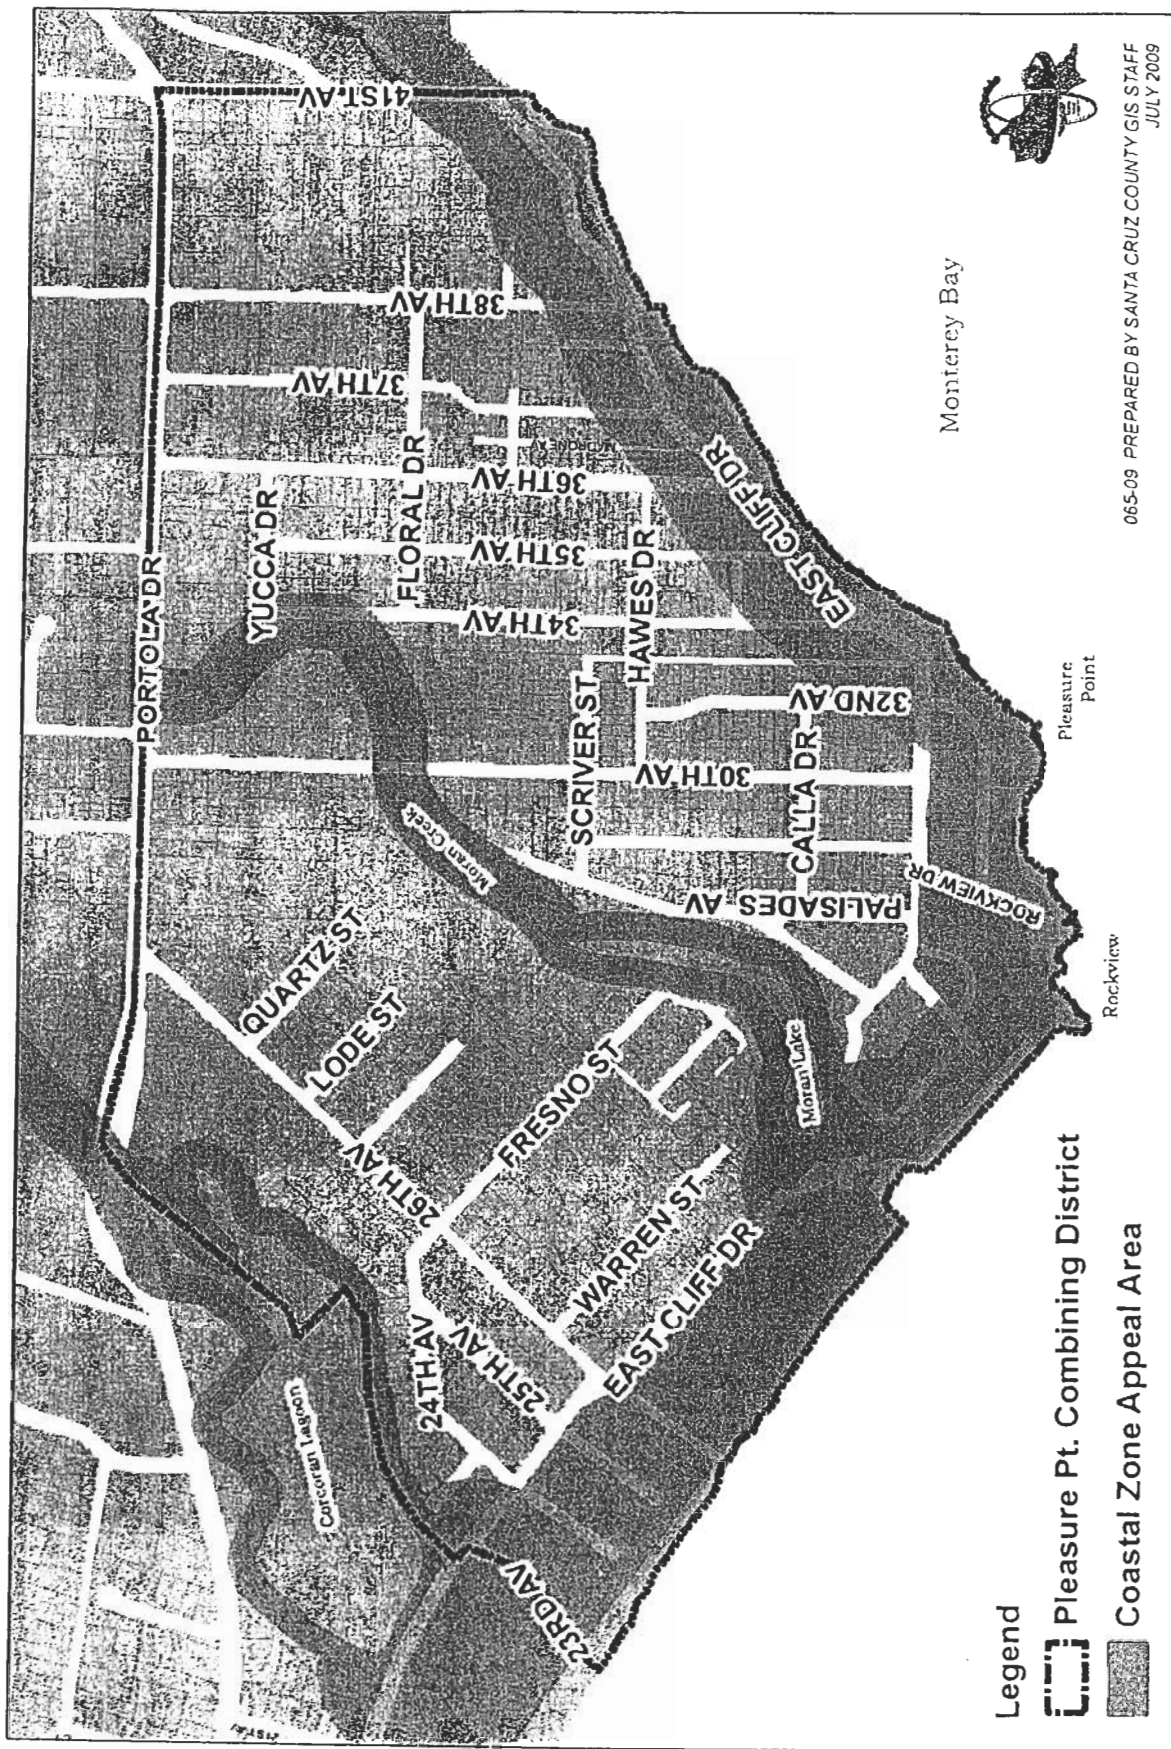 PORTOLA DR
41ST AV
38TH AV
37TH AV
36TH AV
35TH AV
34TH AV
YUCCA DR
FLORAL DR
HAWES DR
SCRIVER ST
EAST CLIFF DR
32ND AV
30TH AV
CALLA DR
PALISADES AV
ROCKVIEW DR
Moran Creek
QUARTZ ST
LODE ST
26TH AV
FRESNO ST
Moran Lake
WARREN ST
EAST CLIFF DR
25TH AV
24TH AV
Corcoran Lagoon
23RD AV
21ST AV
Monterey Bay
Pleasure
Point
Rockview
Legend
Pleasure Pt. Combining District
Coastal Zone Appeal Area
065-09 PREPARED BY SANTA CRUZ COUNTY GIS STAFF
JULY 2009